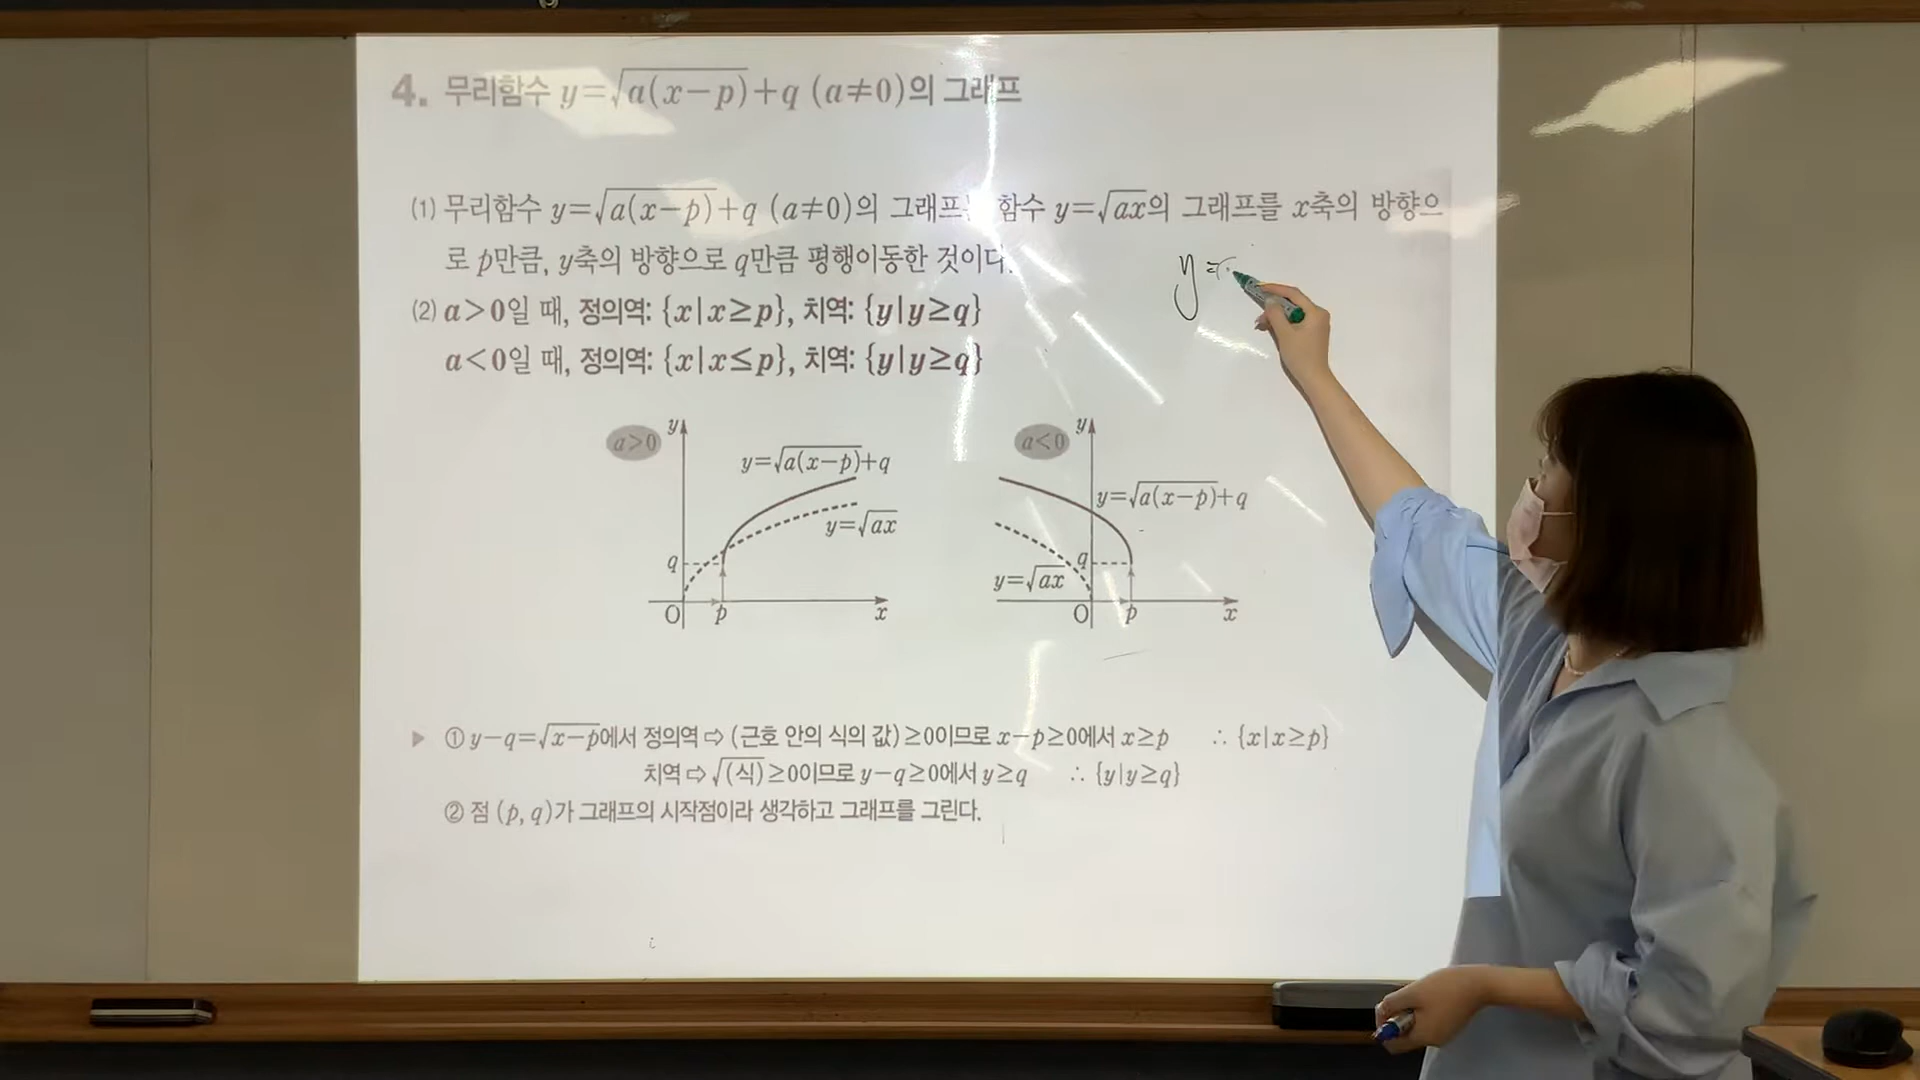 4. 무리함수 y=√a(x-p)+q (a≠0)의 그래프
(1) 무리함수 y=√a(x-p)+q (a≠0)의 그래프 함수 y=√ax의 그래프를 x축의 방향으
로 p만큼, y축의 방향으로 q만큼 평행이동한 것이다.
y=
(2) a>0일 때, 정의역: {x|x≥p}, 치역: {y|y≥q}
a<0일 때, 정의역: {x|x≤p}, 치역: {y|y≥q}
a>0
y
y=√a(x-p)+q
y=√ax
q
O
p
x
a<0
y
y=√a(x-p)+q
q
y=√ax
O
p
x
▶ ① y-q=√x-p에서 정의역 ⇨ (근호 안의 식의 값)≥0이므로 x-p≥0에서 x≥p ∴ {x|x≥p}
치역 ⇨ √(식)≥0이므로 y-q≥0에서 y≥q ∴ {y|y≥q}
② 점 (p, q)가 그래프의 시작점이라 생각하고 그래프를 그린다.